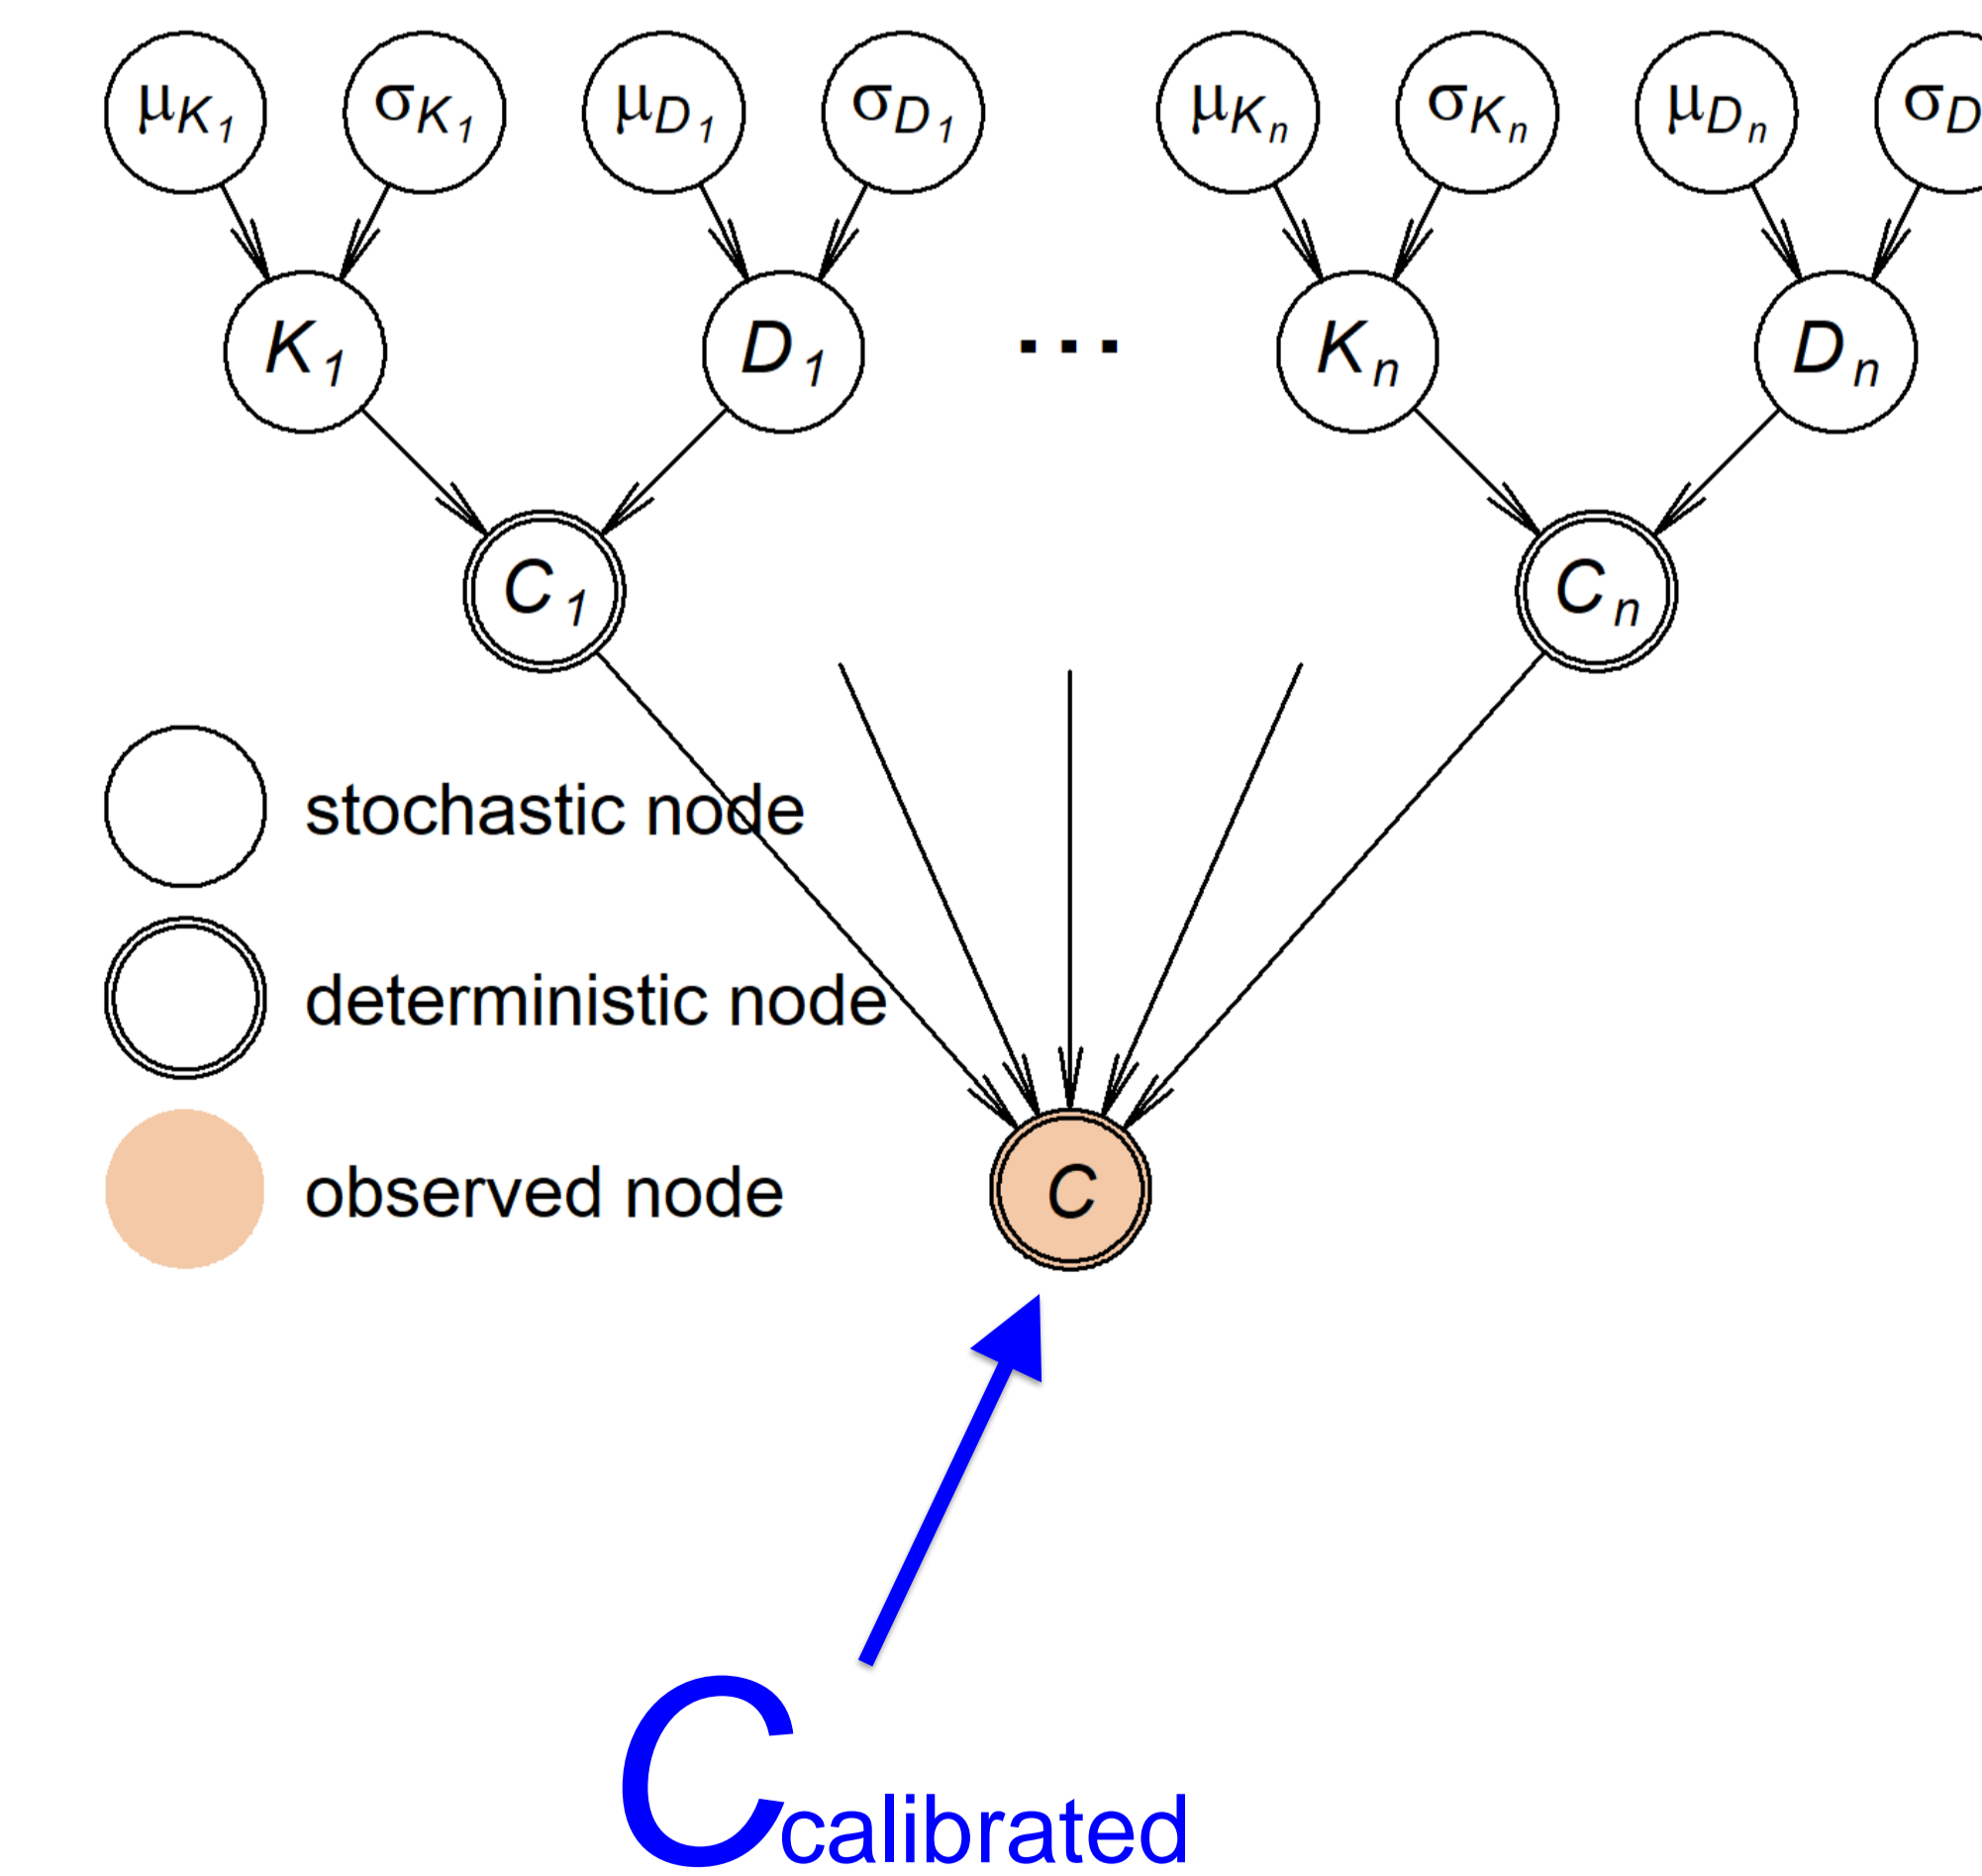 μK1 σK1 μD1 σD1 μKn σKn μDn σD
K1 D1 ... Kn Dn
C1 Cn
stochastic node
deterministic node
observed node
C
Ccalibrated